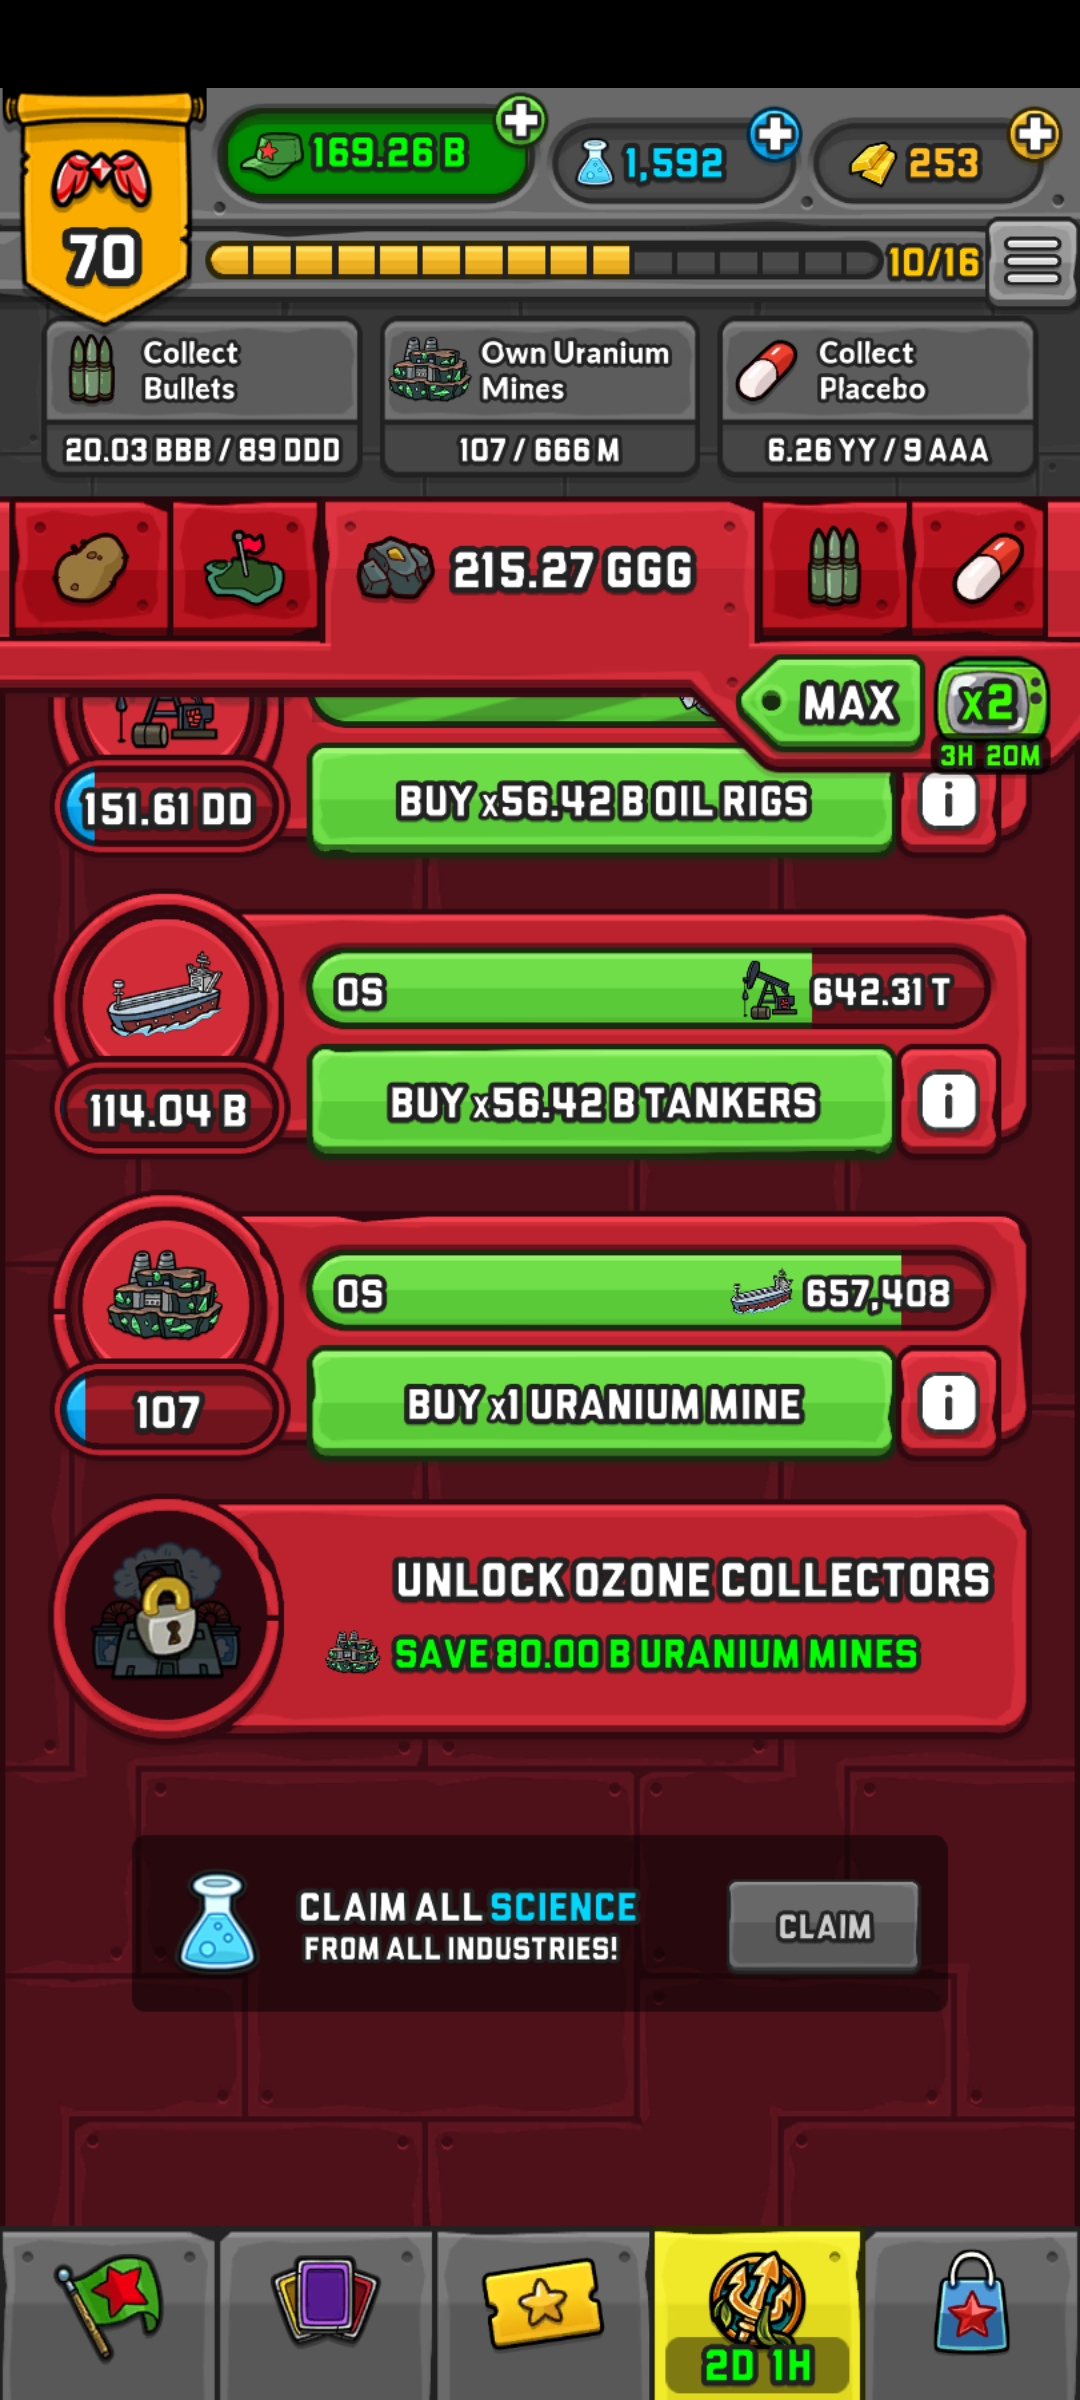 169.26 B
1,592
253
70
10/16
Collect
Bullets
20.03 BBB / 89 DDD
Own Uranium
Mines
107 / 666 M
Collect
Placebo
6.26 YY / 9 AAA
215.27 GGG
MAX
x2
3H 20M
151.61 DD
BUY x56.42 B OIL RIGS
i
0S
642.31 T
114.04 B
BUY x56.42 B TANKERS
i
0S
657,408
107
BUY x1 URANIUM MINE
i
UNLOCK OZONE COLLECTORS
SAVE 80.00 B URANIUM MINES
CLAIM ALL SCIENCE
FROM ALL INDUSTRIES!
CLAIM
2D 1H